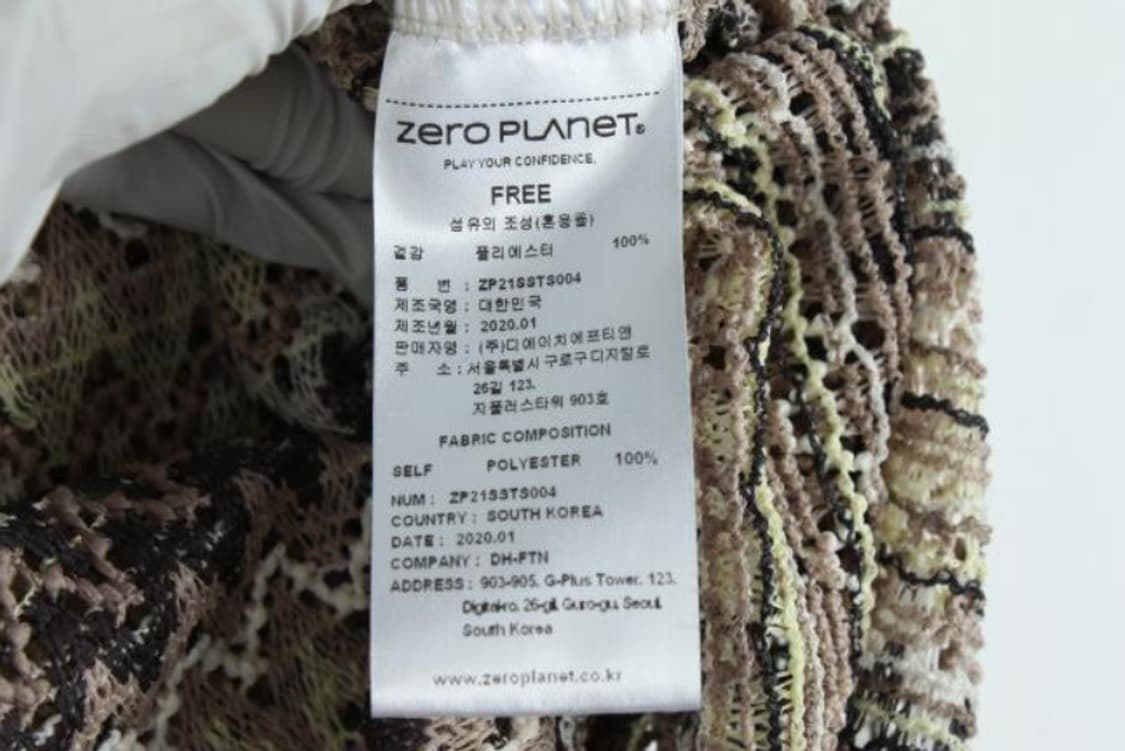 zero PLANET®
PLAY YOUR CONFIDENCE.
FREE
섬유의 조성(혼용율)
겉감 폴리에스터 100%
품 번 : ZP21SSTS004
제조국명 : 대한민국
제조년월 : 2020.01
판매자명 : (주)디에이치에프티앤
주 소 : 서울특별시 구로구 디지털로
26길 123,
지플러스타워 903호
FABRIC COMPOSITION
SELF POLYESTER 100%
NUM : ZP21SSTS004
COUNTRY : SOUTH KOREA
DATE : 2020.01
COMPANY : DH-FTN
ADDRESS : 903-905, G-Plus Tower, 123,
Digital-ro, 26-gil, Guro-gu, Seoul,
South Korea
www.zeroplanet.co.kr